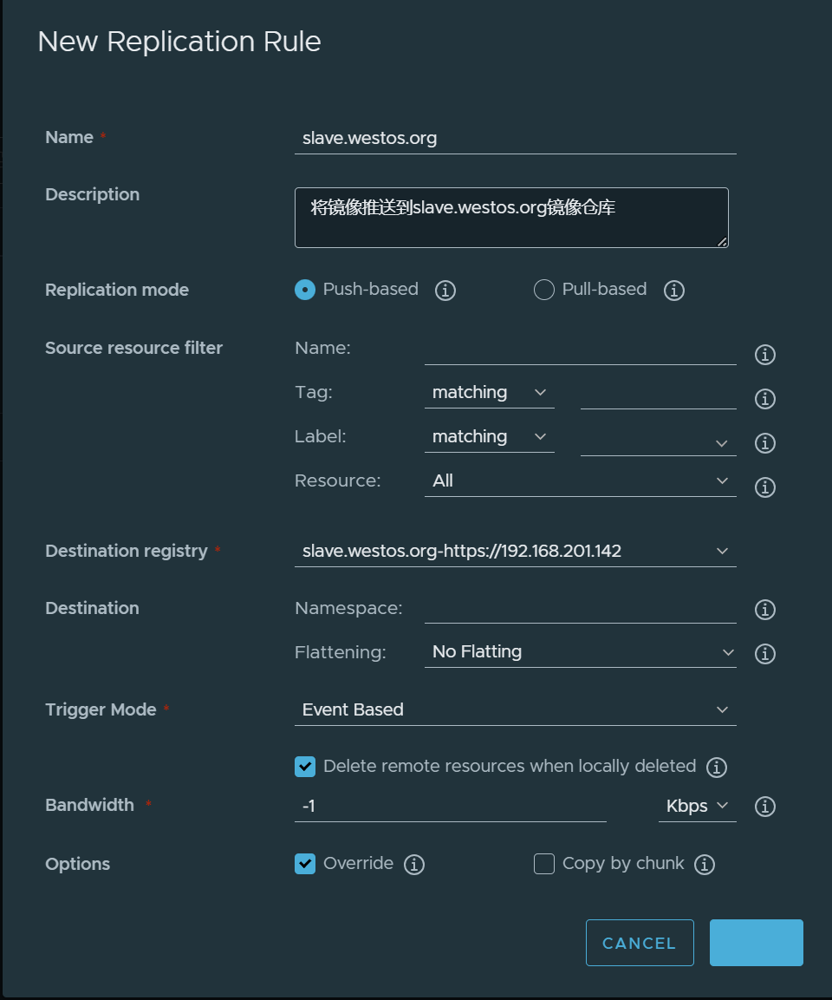 New Replication Rule
Name *
slave.westos.org
Description
将镜像推送到slave.westos.org镜像仓库
Replication mode
Push-based
Pull-based
Source resource filter
Name:
Tag:
matching
Label:
matching
Resource:
All
Destination registry *
slave.westos.org-https://192.168.201.142
Destination
Namespace:
Flattening:
No Flatting
Trigger Mode *
Event Based
Delete remote resources when locally deleted
Bandwidth *
-1
Kbps
Options
Override
Copy by chunk
CANCEL